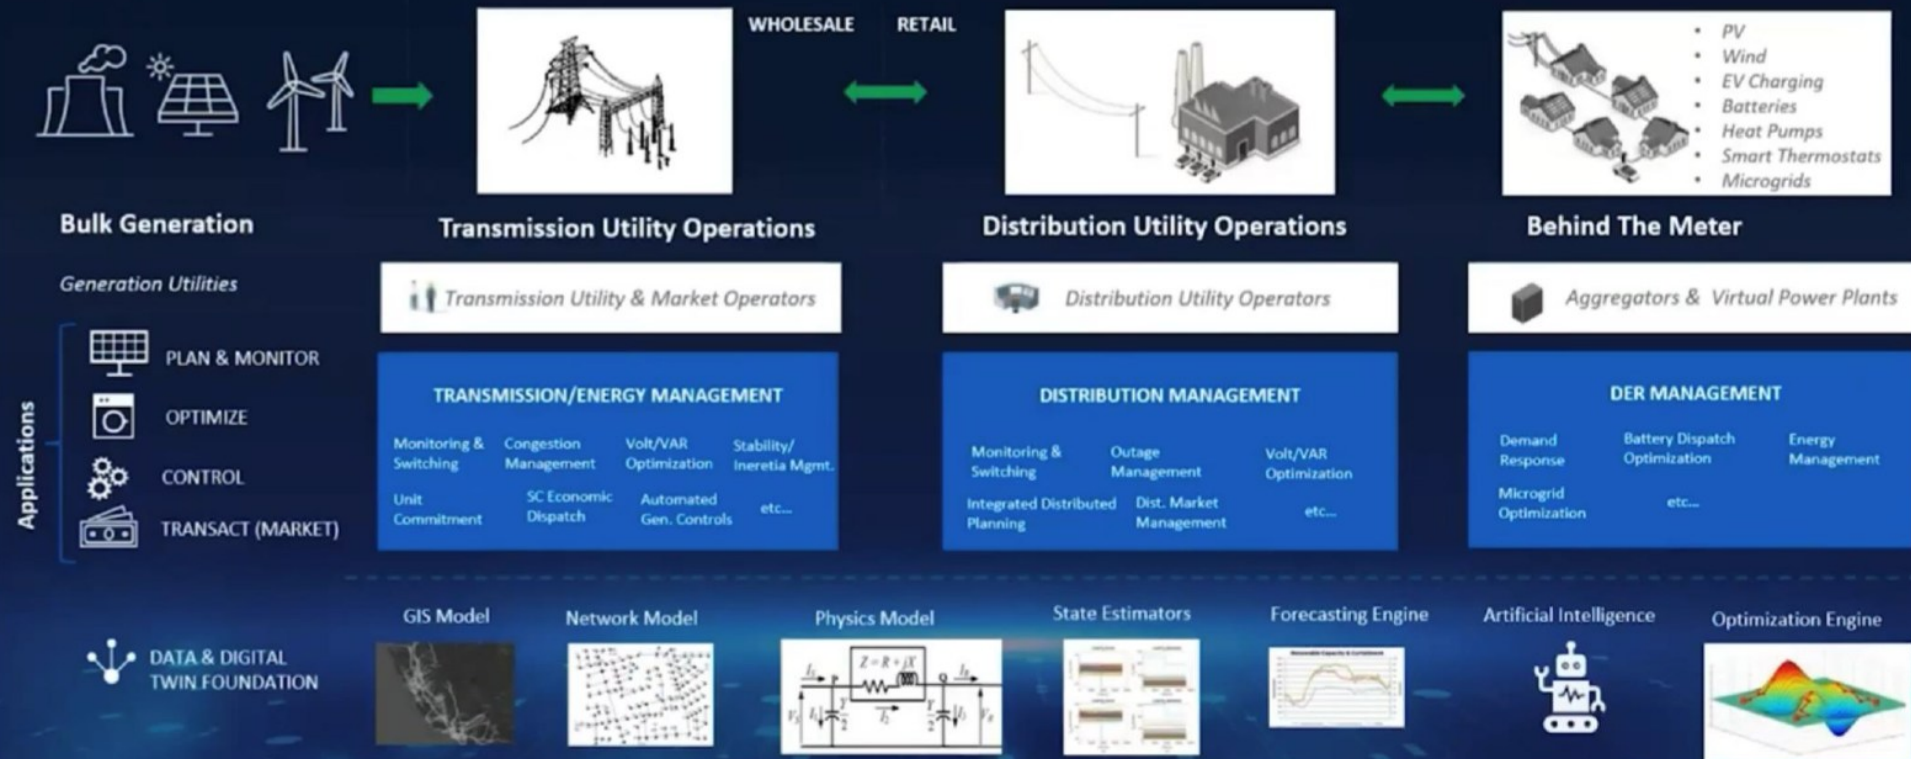 WHOLESALE
RETAIL
• PV
• Wind
• EV Charging
• Batteries
• Heat Pumps
• Smart Thermostats
• Microgrids
Bulk Generation
Transmission Utility Operations
Distribution Utility Operations
Behind The Meter
Generation Utilities
Transmission Utility & Market Operators
Distribution Utility Operators
Aggregators & Virtual Power Plants
Applications
PLAN & MONITOR
OPTIMIZE
CONTROL
TRANSACT (MARKET)
TRANSMISSION/ENERGY MANAGEMENT
Monitoring &
Switching
Congestion
Management
Volt/VAR
Optimization
Stability/
Ineretia Mgmt.
Unit
Commitment
SC Economic
Dispatch
Automated
Gen. Controls
etc...
DISTRIBUTION MANAGEMENT
Monitoring &
Switching
Outage
Management
Volt/VAR
Optimization
Integrated Distributed
Planning
Dist. Market
Management
etc...
DER MANAGEMENT
Demand
Response
Battery Dispatch
Optimization
Energy
Management
Microgrid
Optimization
etc...
DATA & DIGITAL
TWIN FOUNDATION
GIS Model
Network Model
Physics Model
Z = R + jX
State Estimators
Forecasting Engine
Artificial Intelligence
Optimization Engine